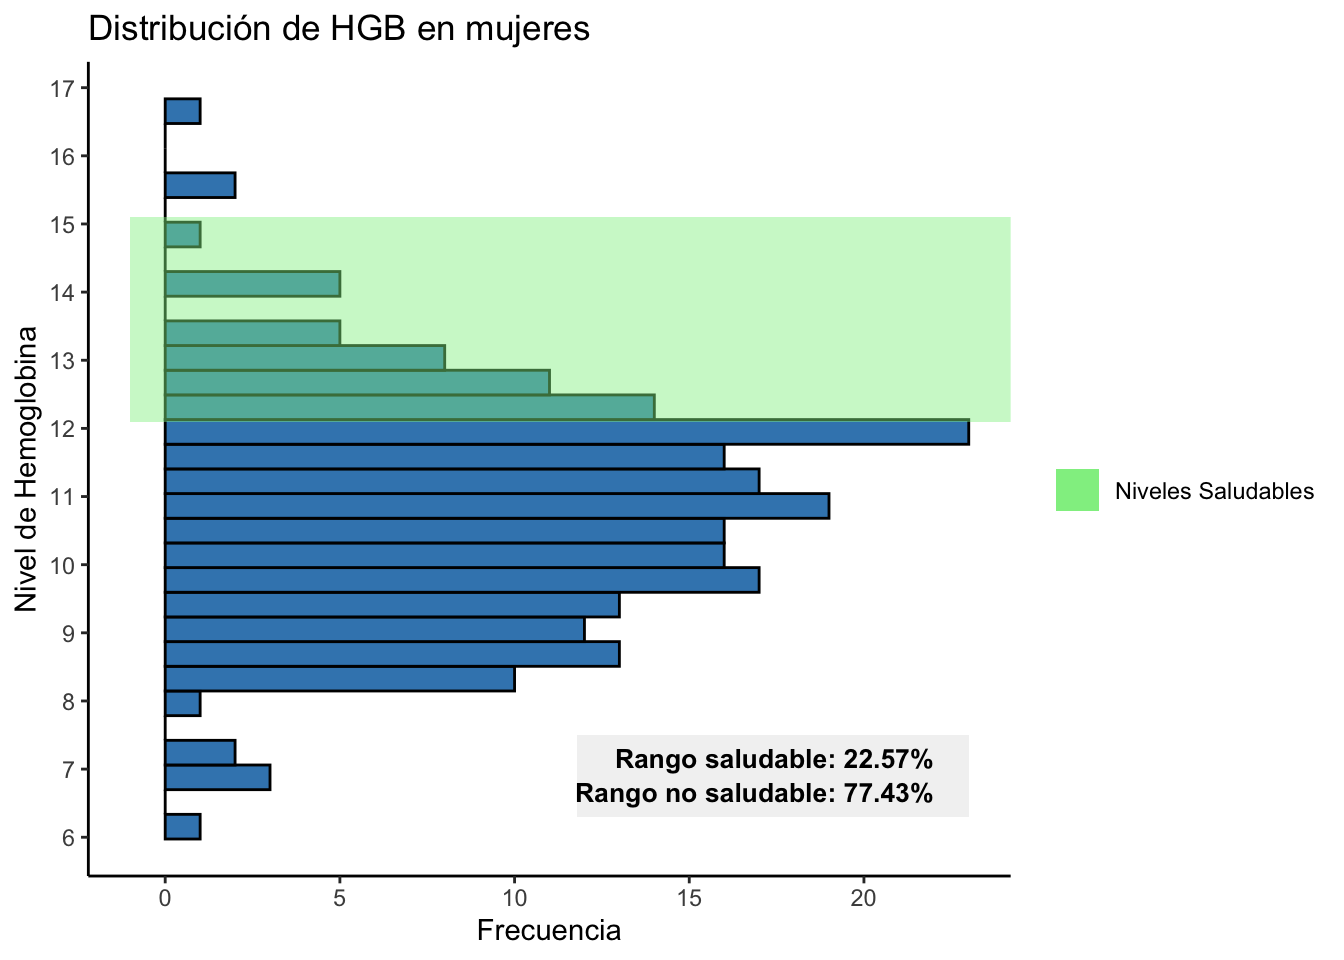 Distribución de HGB en mujeres
Nivel de Hemoglobina
17
16
15
14
13
12
11
10
9
8
7
6
Niveles Saludables
Rango saludable: 22.57%
Rango no saludable: 77.43%
0 5 10 15 20
Frecuencia